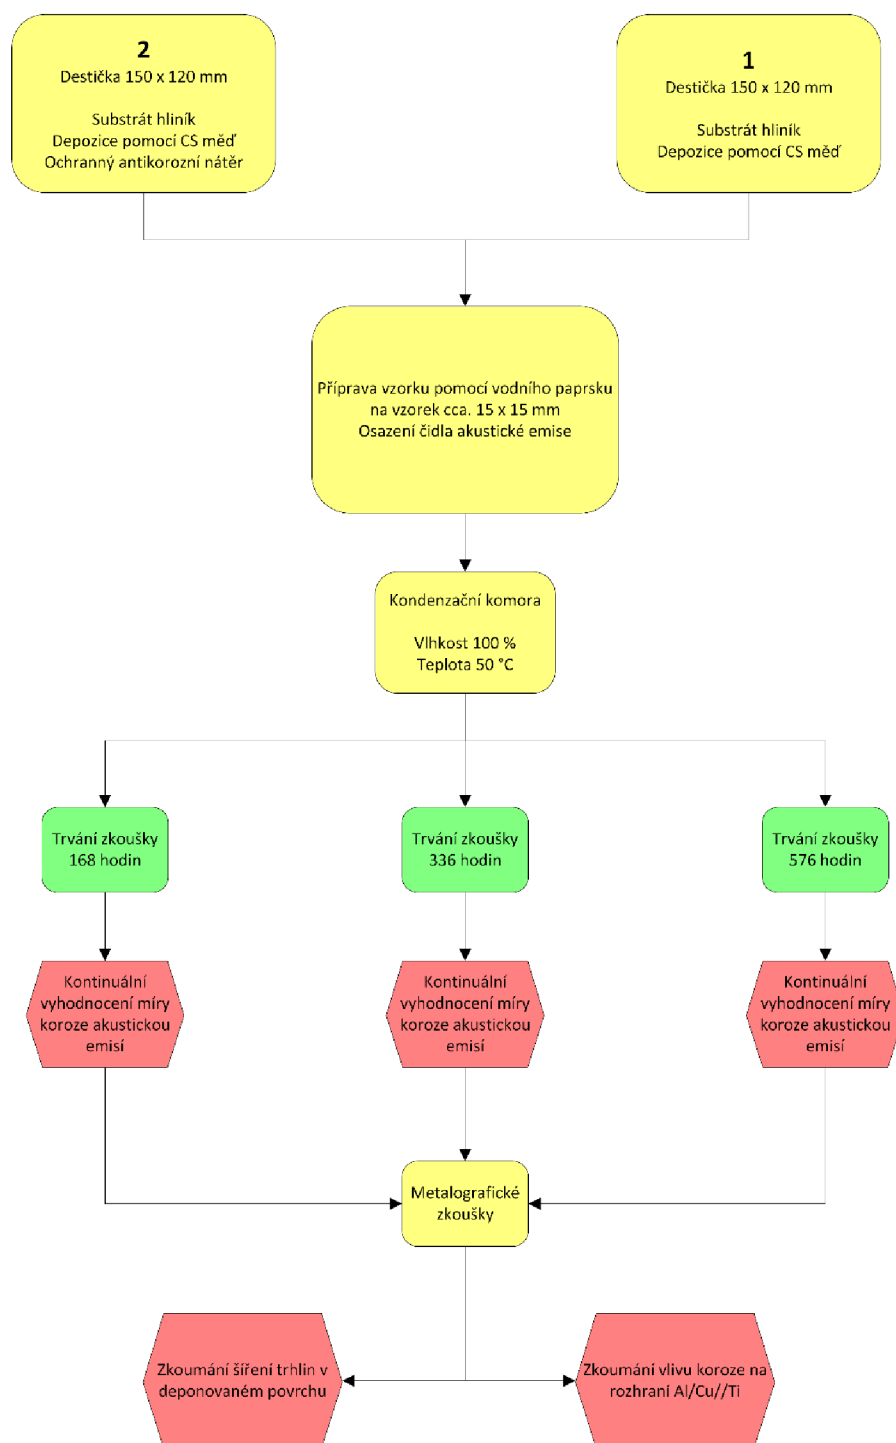 2
Destička 150 x 120 mm
Substrát hliník
Depozice pomocí CS měď
Ochranný antikorozní nátěr
1
Destička 150 x 120 mm
Substrát hliník
Depozice pomocí CS měď
Příprava vzorku pomocí vodního paprsku
na vzorek cca. 15 x 15 mm
Osazení čidla akustické emise
Kondenzační komora
Vlhkost 100 %
Teplota 50 °C
Trvání zkoušky
168 hodin
Trvání zkoušky
336 hodin
Trvání zkoušky
576 hodin
Kontinuální
vyhodnocení míry
koroze akustickou
emisí
Kontinuální
vyhodnocení míry
koroze akustickou
emisí
Kontinuální
vyhodnocení míry
koroze akustickou
emisí
Metalografické
zkoušky
Zkoumání šíření trhlin v
deponovaném povrchu
Zkoumání vlivu koroze na
rozhraní Al/Cu//Ti